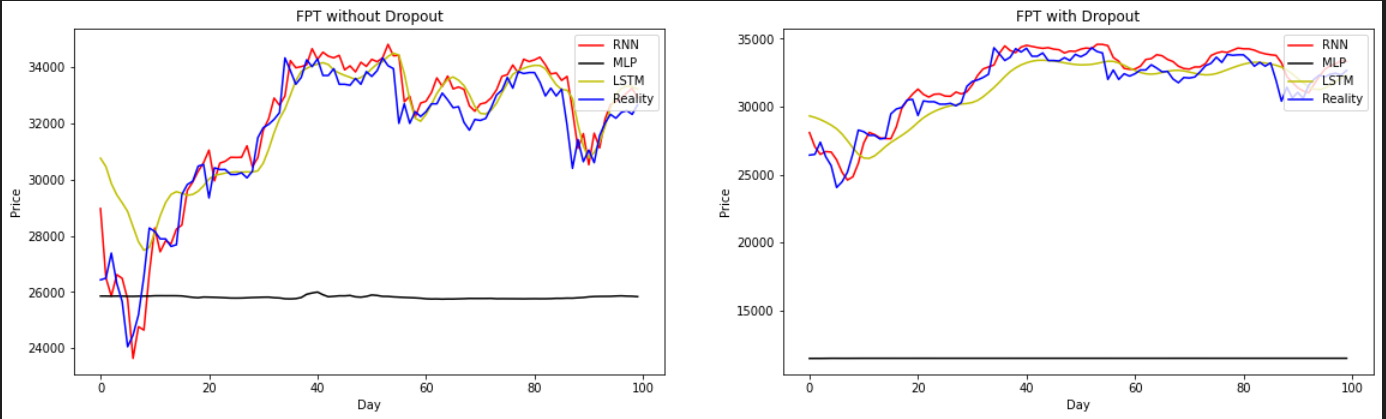 FPT without Dropout
Price
34000
32000
30000
28000
26000
24000
0
20
40
60
80
100
Day
RNN
MLP
LSTM
Reality
FPT with Dropout
Price
35000
30000
25000
20000
15000
0
20
40
60
80
100
Day
RNN
MLP
LSTM
Reality